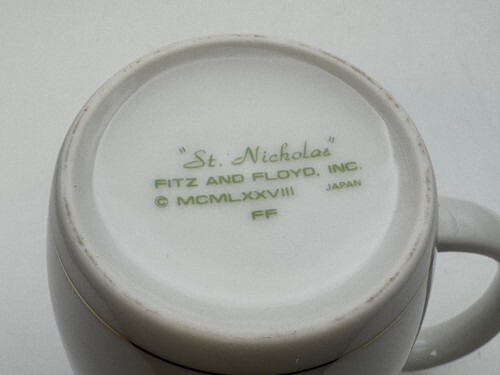 "St. Nicholas"
FITZ AND FLOYD, INC.
© MCMLXXVIII JAPAN
FF